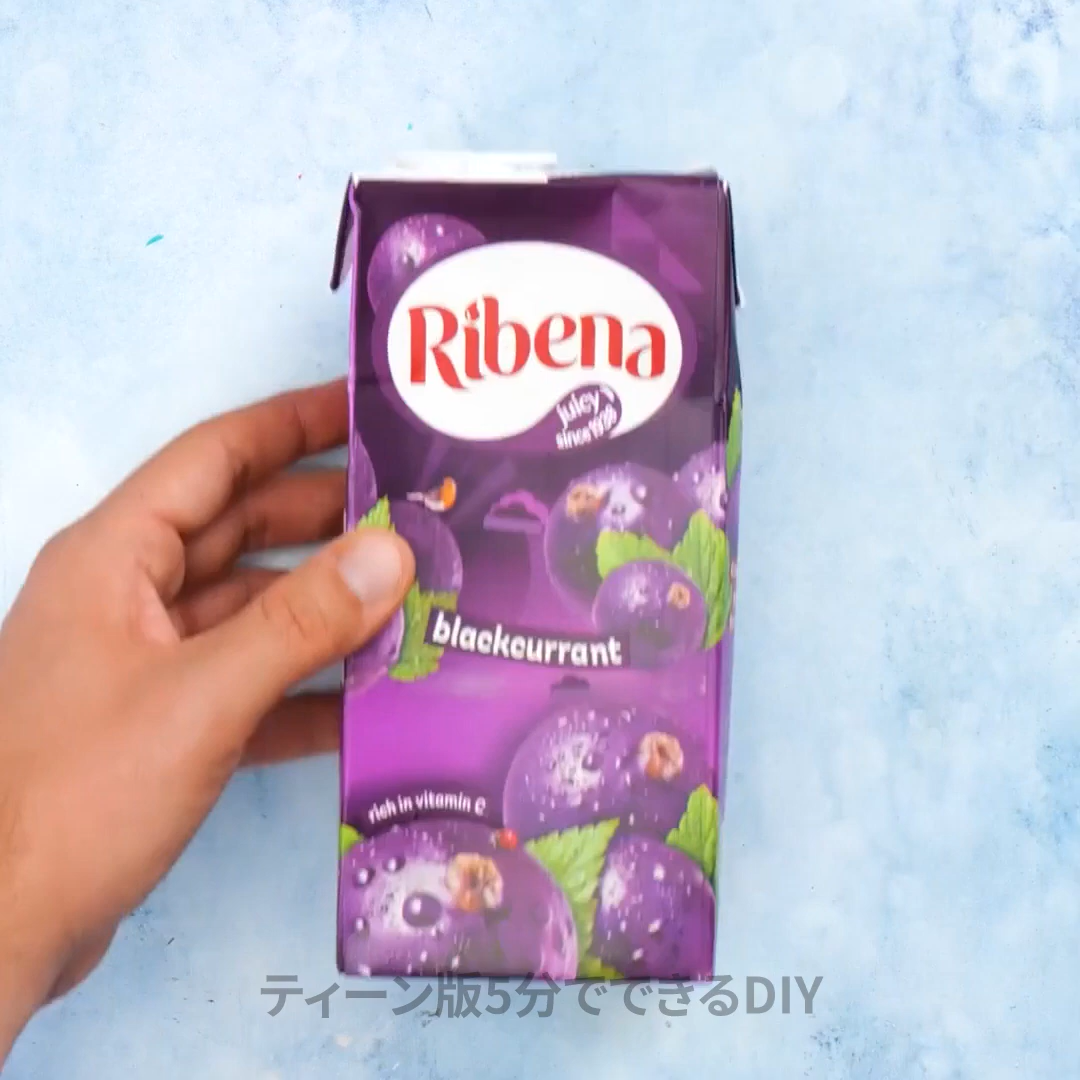 Ribena
juicy
since 1938
blackcurrant
rich in vitamin C
ティーン版5分でできるDIY